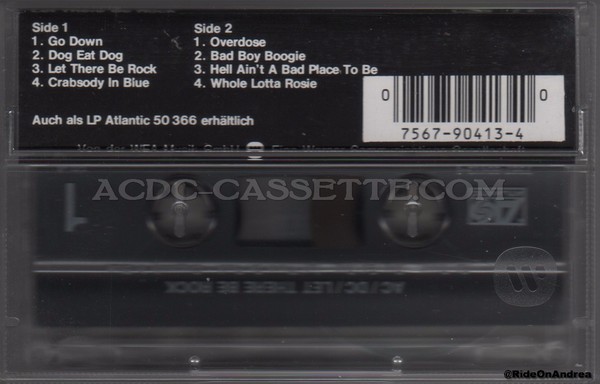 Side 1
1. Go Down
2. Dog Eat Dog
3. Let There Be Rock
4. Crabsody In Blue
Side 2
1. Overdose
2. Bad Boy Boogie
3. Hell Ain't A Bad Place To Be
4. Whole Lotta Rosie
Auch als LP Atlantic 50 366 erhältlich
0 0
7567-90413-4
ACDC-CASSETTE.COM
1
AC/DC/LET THERE BE ROCK
@RideOnAndrea